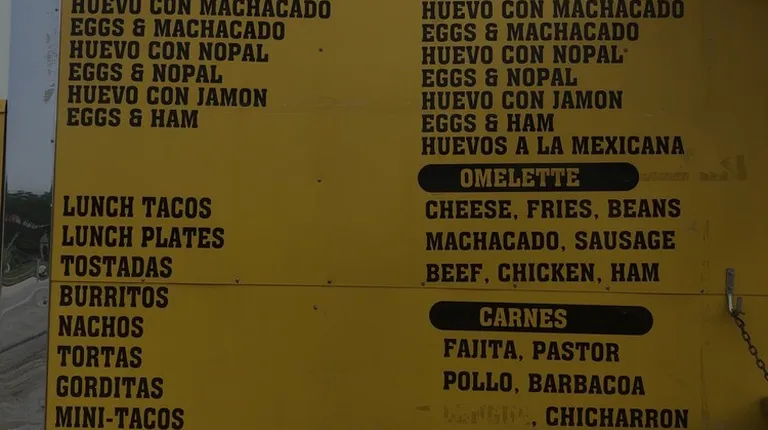 HUEVO CON MACHACADO
EGGS & MACHACADO
HUEVO CON NOPAL
EGGS & NOPAL
HUEVO CON JAMON
EGGS & HAM
LUNCH TACOS
LUNCH PLATES
TOSTADAS
BURRITOS
NACHOS
TORTAS
GORDITAS
MINI-TACOS
HUEVO CON MACHACADO
EGGS & MACHACADO
HUEVO CON NOPAL
EGGS & NOPAL
HUEVO CON JAMON
EGGS & HAM
HUEVOS A LA MEXICANA
OMELETTE
CHEESE, FRIES, BEANS
MACHACADO, SAUSAGE
BEEF, CHICKEN, HAM
CARNES
FAJITA, PASTOR
POLLO, BARBACOA
, CHICHARRON